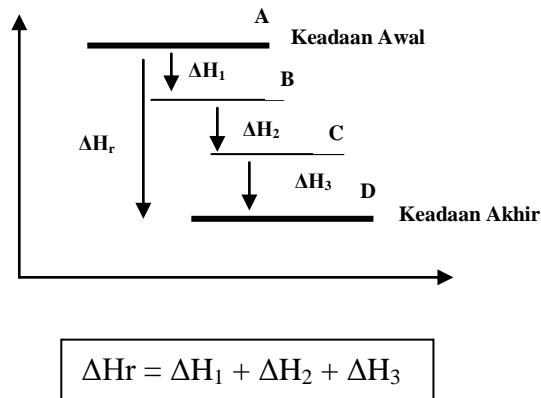 A
Keadaan Awal
ΔH₁
B
ΔH₂
C
ΔHᵣ
ΔH₃
D
Keadaan Akhir
ΔHr = ΔH₁ + ΔH₂ + ΔH₃